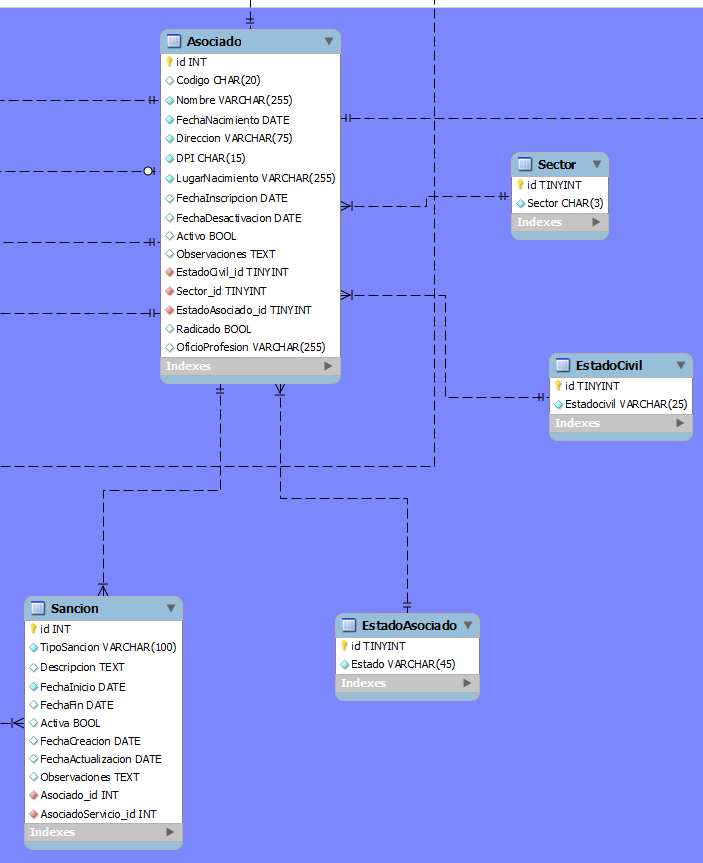 Asociado
id INT
Codigo CHAR(20)
Nombre VARCHAR(255)
FechaNacimiento DATE
Direccion VARCHAR(75)
DPI CHAR(15)
LugarNacimiento VARCHAR(255)
FechaInscripcion DATE
FechaDesactivacion DATE
Activo BOOL
Observaciones TEXT
EstadoCivil_id TINYINT
Sector_id TINYINT
EstadoAsociado_id TINYINT
Radicado BOOL
OficioProfesion VARCHAR(255)
Indexes
Sector
id TINYINT
Sector CHAR(3)
Indexes
EstadoCivil
id TINYINT
Estadocivil VARCHAR(25)
Indexes
Sancion
id INT
TipoSancion VARCHAR(100)
Descripcion TEXT
FechaInicio DATE
FechaFin DATE
Activa BOOL
FechaCreacion DATE
FechaActualizacion DATE
Observaciones TEXT
Asociado_id INT
AsociadoServicio_id INT
Indexes
EstadoAsociado
id TINYINT
Estado VARCHAR(45)
Indexes